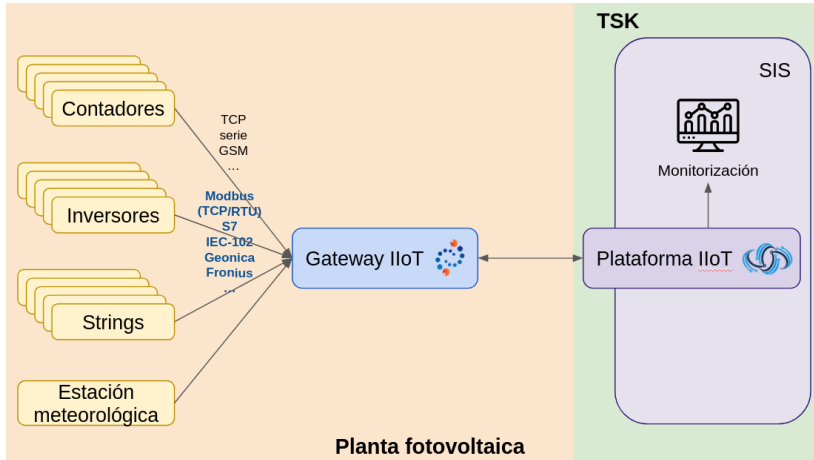 TSK
SIS
Contadores
TCP
serie
GSM
...
Monitorización
Inversores
Modbus
(TCP/RTU)
S7
IEC-102
Geonica
Fronius
...
Gateway IIoT
Plataforma IIoT
Strings
Estación
meteorológica
Planta fotovoltaica